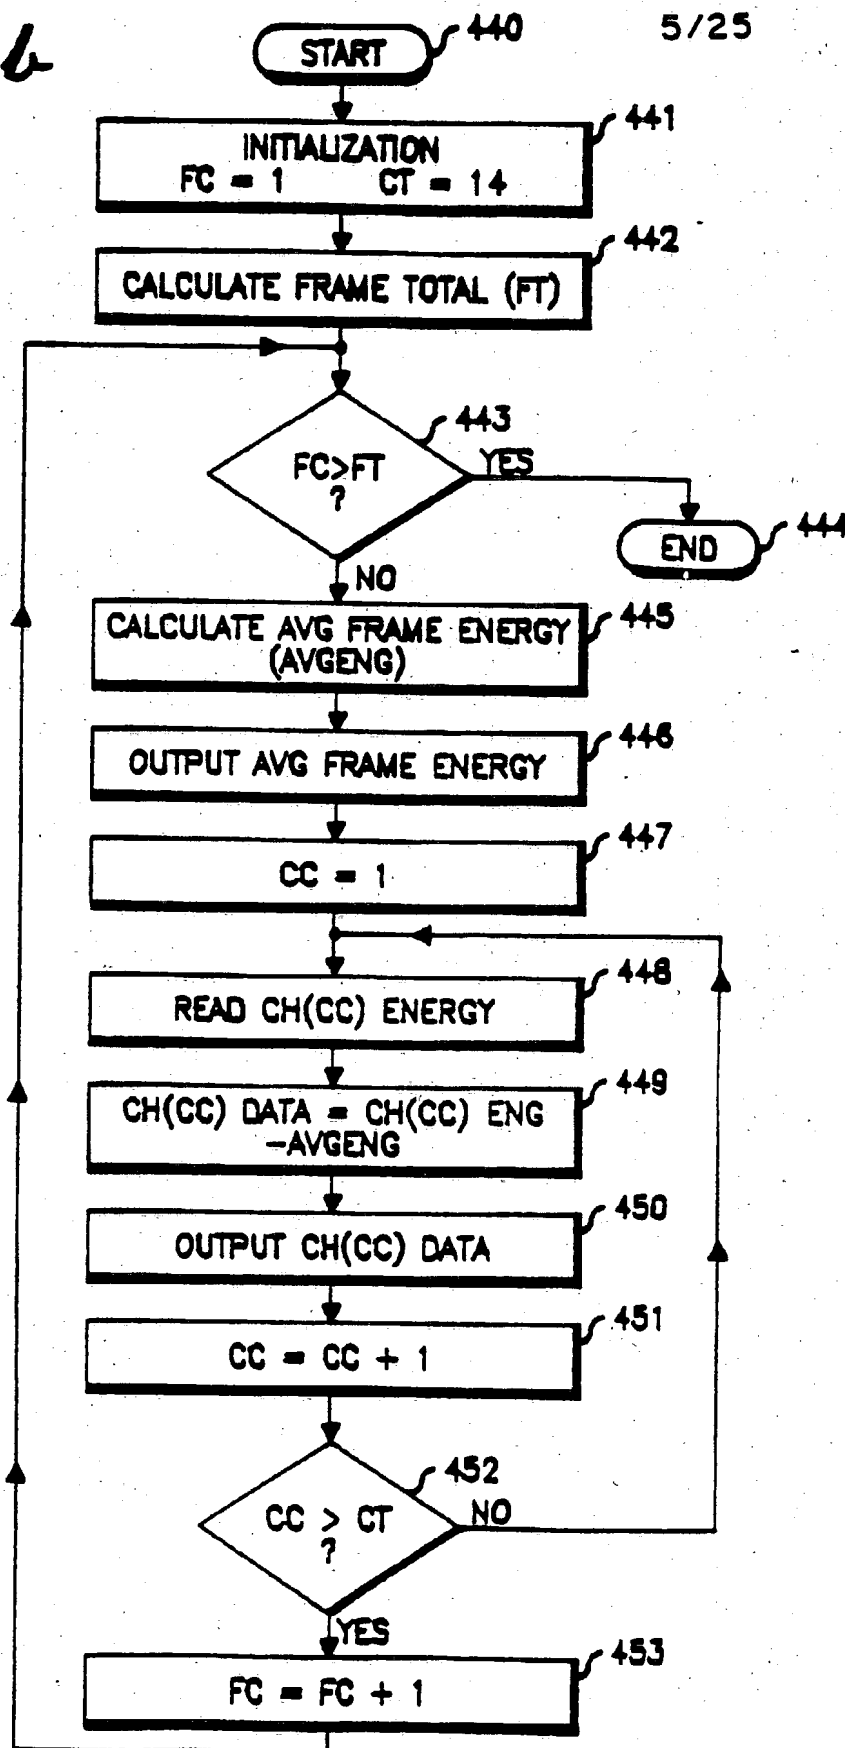 b
440
5/25
START
441
INITIALIZATION
FC = 1 CT = 14
442
CALCULATE FRAME TOTAL (FT)
443
FC>FT
?
YES
444
END
NO
445
CALCULATE AVG FRAME ENERGY
(AVGENG)
446
OUTPUT AVG FRAME ENERGY
447
CC = 1
448
READ CH(CC) ENERGY
449
CH(CC) DATA = CH(CC) ENG
-AVGENG
450
OUTPUT CH(CC) DATA
451
CC = CC + 1
452
CC > CT
?
NO
YES
453
FC = FC + 1